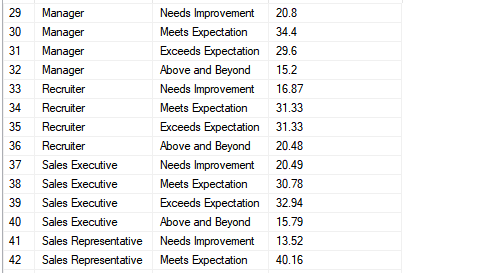 29 Manager Needs Improvement 20.8
30 Manager Meets Expectation 34.4
31 Manager Exceeds Expectation 29.6
32 Manager Above and Beyond 15.2
33 Recruiter Needs Improvement 16.87
34 Recruiter Meets Expectation 31.33
35 Recruiter Exceeds Expectation 31.33
36 Recruiter Above and Beyond 20.48
37 Sales Executive Needs Improvement 20.49
38 Sales Executive Meets Expectation 30.78
39 Sales Executive Exceeds Expectation 32.94
40 Sales Executive Above and Beyond 15.79
41 Sales Representative Needs Improvement 13.52
42 Sales Representative Meets Expectation 40.16